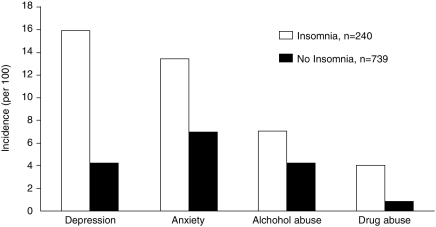 18
16
14
12
10
8
6
4
2
0
Incidence (per 100)
Insomnia, n=240
No Insomnia, n=739
Depression
Anxiety
Alchohol abuse
Drug abuse